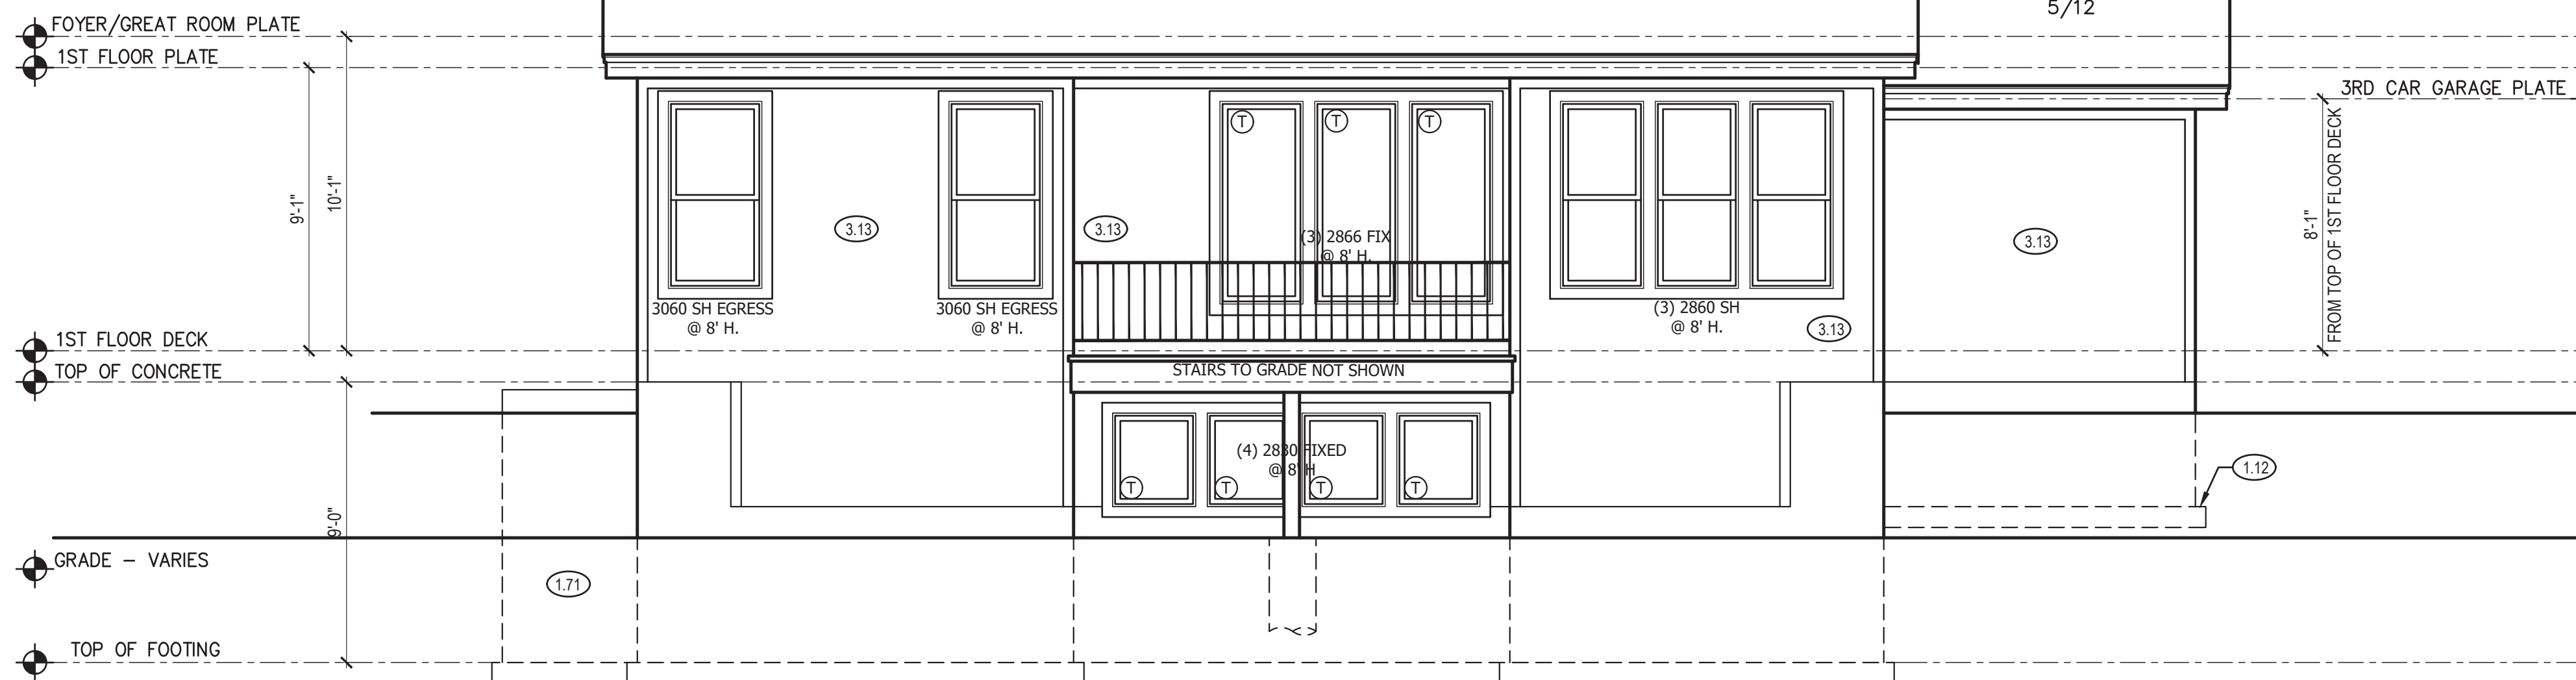 5/12
FOYER/GREAT ROOM PLATE
1ST FLOOR PLATE
3RD CAR GARAGE PLATE
T
T
T
9'-1"
10'-1"
3.13
3.13
(3) 2866 FIX
@ 8' H.
3.13
8'-1"
FROM TOP OF 1ST FLOOR DECK
3060 SH EGRESS
@ 8' H.
3060 SH EGRESS
@ 8' H.
(3) 2860 SH
@ 8' H.
3.13
1ST FLOOR DECK
TOP OF CONCRETE
STAIRS TO GRADE NOT SHOWN
(4) 2830 FIXED
@ 8' H
T
T
T
T
1.12
9'-0"
GRADE - VARIES
1.71
TOP OF FOOTING